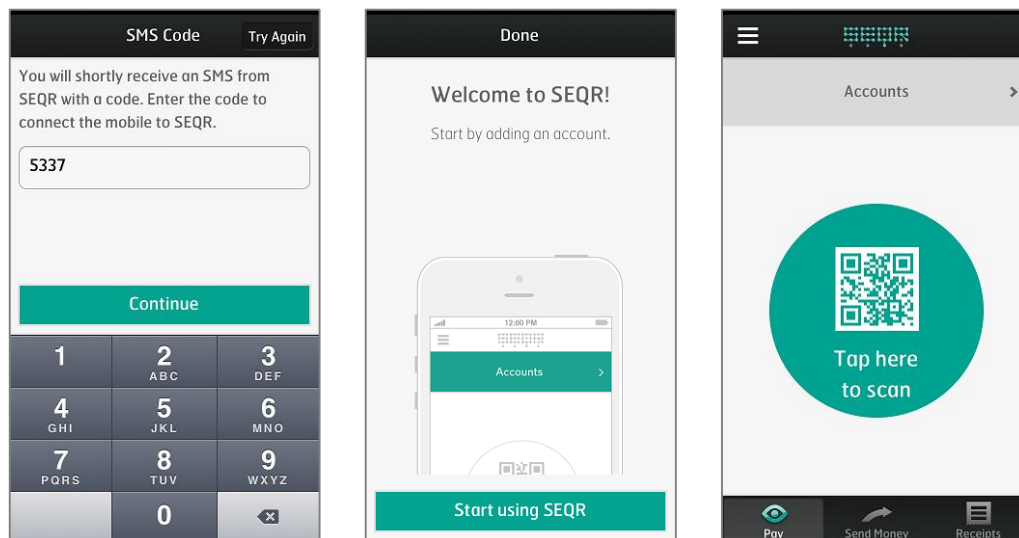 SMS Code
Try Again
You will shortly receive an SMS from
SEQR with a code. Enter the code to
connect the mobile to SEQR.
5337
Continue
1
2
ABC
3
DEF
4
GHI
5
JKL
6
MNO
7
PQRS
8
TUV
9
WXYZ
0
Done
Welcome to SEQR!
Start by adding an account.
12:00 PM
SEQR
Accounts
Start using SEQR
SEQR
Accounts
Tap here
to scan
Pay
Send Money
Receipts